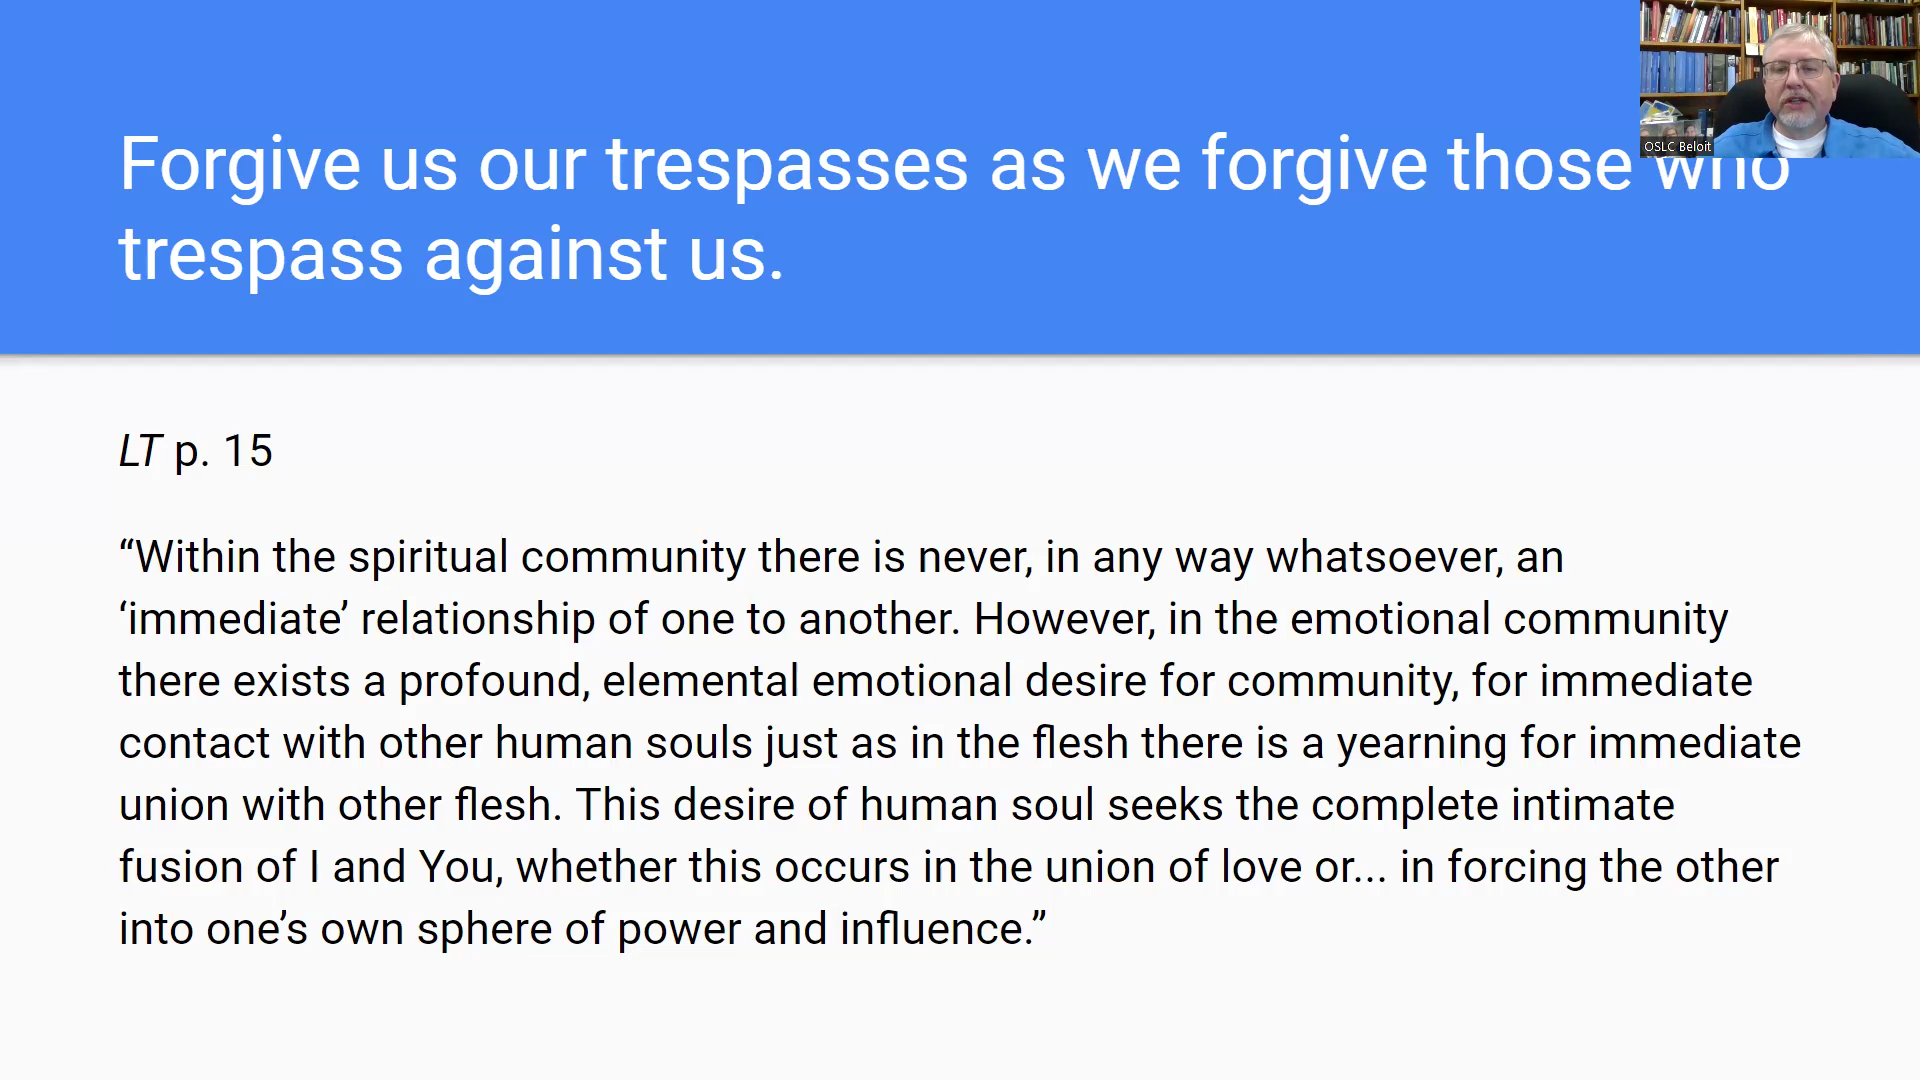 Forgive us our trespasses as we forgive those who
trespass against us.
OSLC Beloit
LT p. 15
“Within the spiritual community there is never, in any way whatsoever, an
‘immediate’ relationship of one to another. However, in the emotional community
there exists a profound, elemental emotional desire for community, for immediate
contact with other human souls just as in the flesh there is a yearning for immediate
union with other flesh. This desire of human soul seeks the complete intimate
fusion of I and You, whether this occurs in the union of love or... in forcing the other
into one’s own sphere of power and influence.”